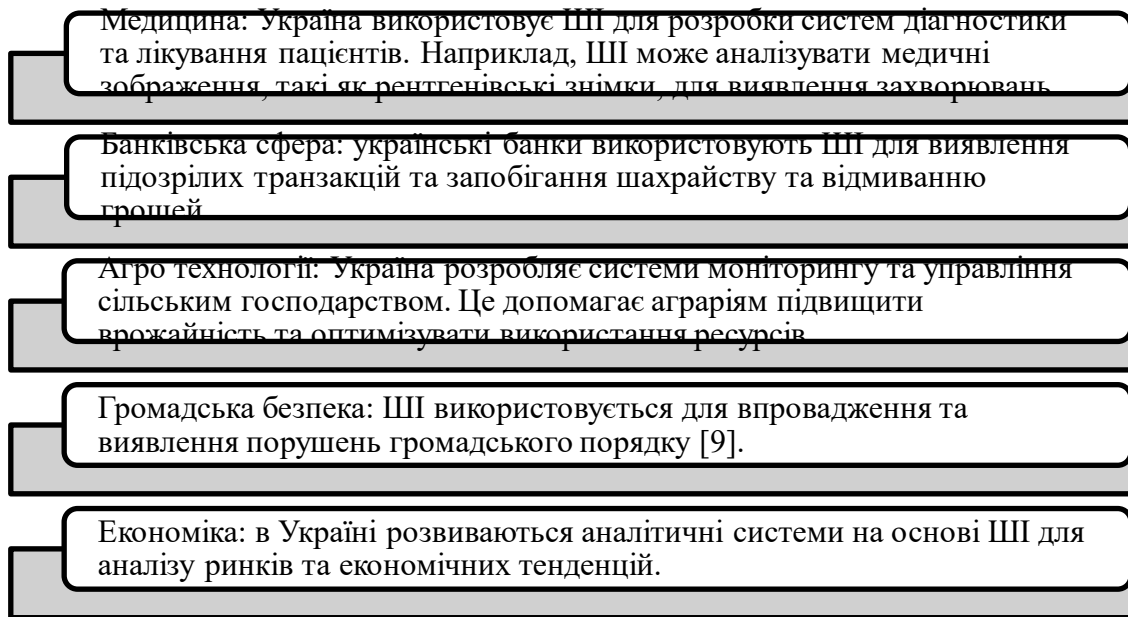 Медицина: Україна використовує ШІ для розробки систем діагностики
та лікування пацієнтів. Наприклад, ШІ може аналізувати медичні
зображення, такі як рентгенівські знімки, для виявлення захворювань.
Банківська сфера: українські банки використовують ШІ для виявлення
підозрілих транзакцій та запобігання шахрайству та відмиванню
грошей.
Агро технології: Україна розробляє системи моніторингу та управління
сільським господарством. Це допомагає аграріям підвищити
врожайність та оптимізувати використання ресурсів.
Громадська безпека: ШІ використовується для впровадження та
виявлення порушень громадського порядку [9].
Економіка: в Україні розвиваються аналітичні системи на основі ШІ для
аналізу ринків та економічних тенденцій.